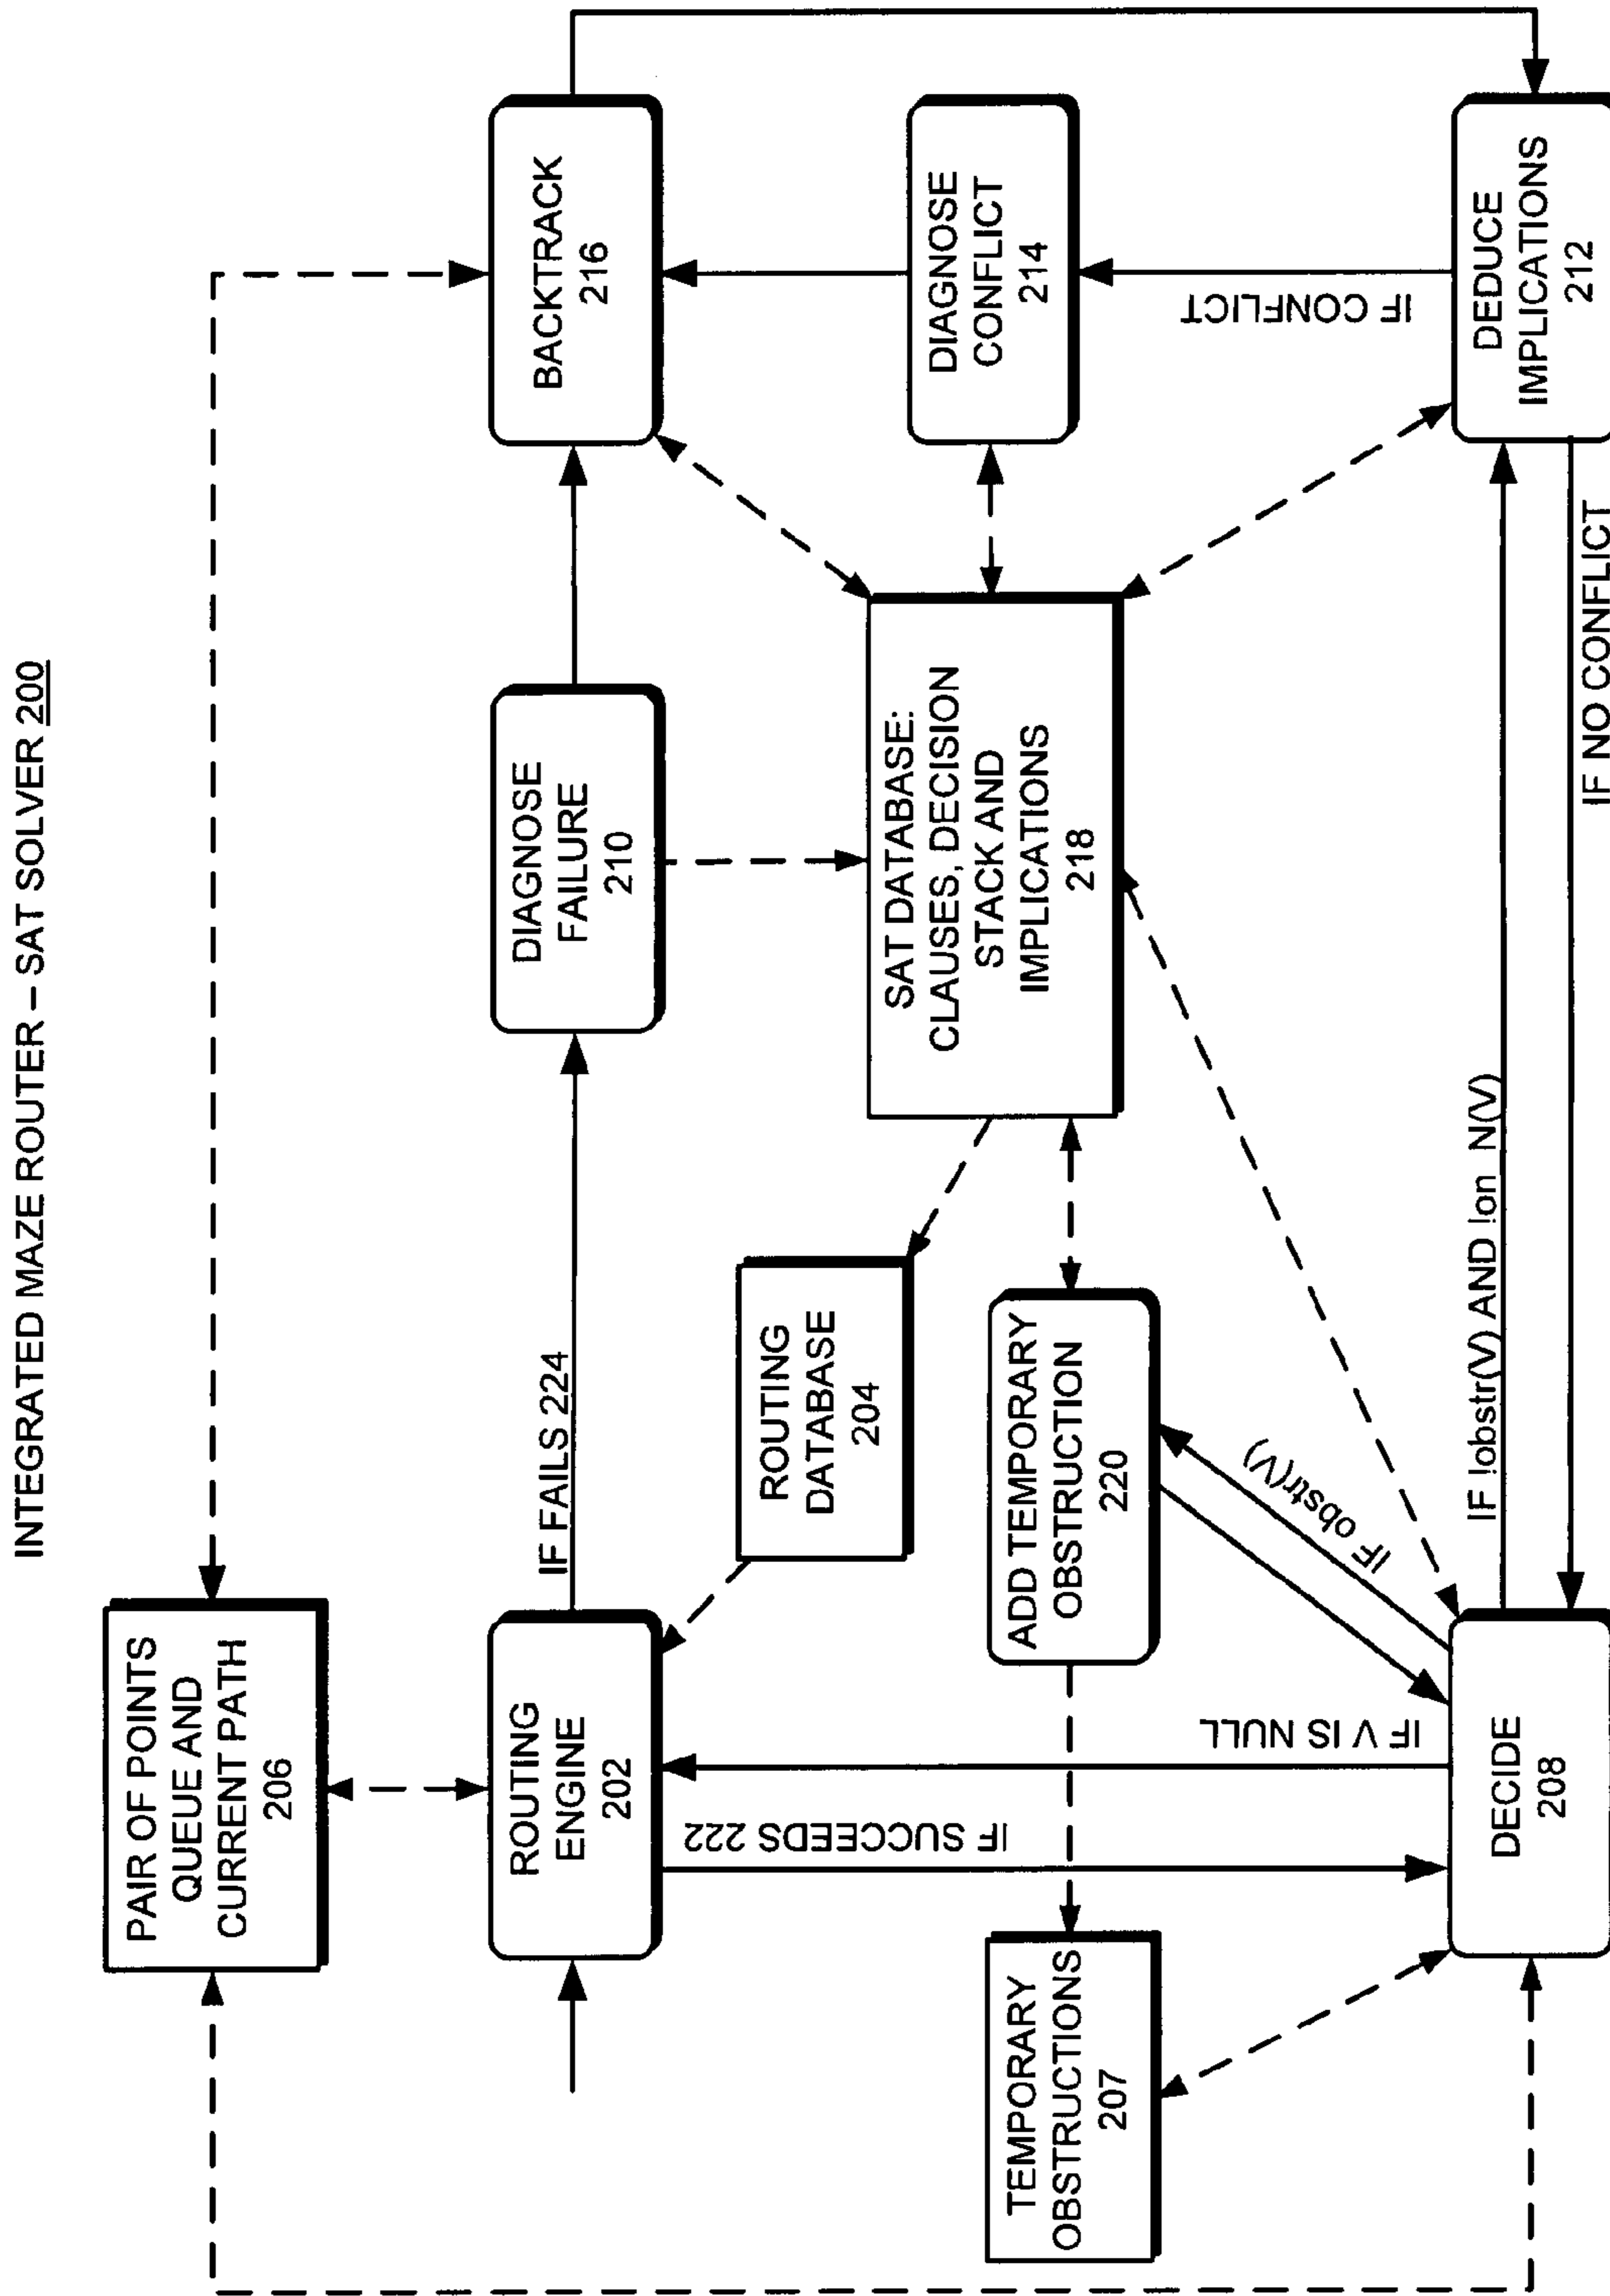 INTEGRATED MAZE ROUTER – SAT SOLVER 200
PAIR OF POINTS
QUEUE AND
CURRENT PATH
206
ROUTING
ENGINE
202
IF FAILS 224
DIAGNOSE
FAILURE
210
BACKTRACK
216
ROUTING
DATABASE
204
SAT DATABASE:
CLAUSES, DECISION
STACK AND
IMPLICATIONS
218
DIAGNOSE
CONFLICT
214
IF SUCCEEDS 222
IF V IS NULL
TEMPORARY
OBSTRUCTIONS
207
ADD TEMPORARY
OBSTRUCTION
220
IF obstr(V)
IF CONFLICT
DECIDE
208
IF !obstr(V) AND !on N(V)
IF NO CONFLICT
DEDUCE
IMPLICATIONS
212